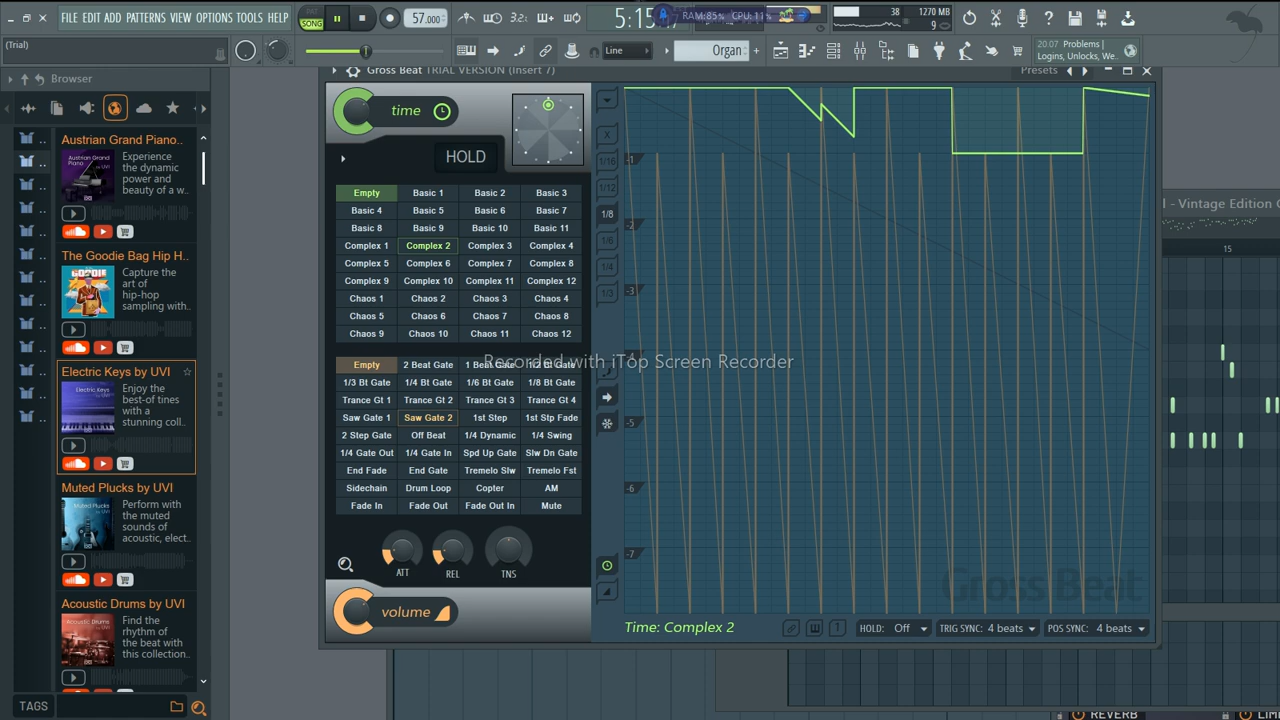 FILE EDIT ADD PATTERNS VIEW OPTIONS TOOLS HELP
SONG
57.000
3.2:
5:15
RAM:85% CPU:11%
38
1270 MB
9
(Trial)
Line
Organ
20.07 Problems |
Logins, Unlocks, We..
Browser
Gross Beat TRIAL VERSION (Insert 7)
Presets
Austrian Grand Piano..
Experience
the dynamic
power and
beauty of a w..
The Goodie Bag Hip H..
Capture the
art of
hip-hop
sampling with..
Electric Keys by UVI
Enjoy the
best-of tines
with a
stunning coll..
Muted Plucks by UVI
Perform with
the muted
sounds of
acoustic, elect..
Acoustic Drums by UVI
Find the
rhythm of
the beat with
this collection..
TAGS
time
HOLD
Empty Basic 1 Basic 2 Basic 3
Basic 4 Basic 5 Basic 6 Basic 7
Basic 8 Basic 9 Basic 10 Basic 11
Complex 1 Complex 2 Complex 3 Complex 4
Complex 5 Complex 6 Complex 7 Complex 8
Complex 9 Complex 10 Complex 11 Complex 12
Chaos 1 Chaos 2 Chaos 3 Chaos 4
Chaos 5 Chaos 6 Chaos 7 Chaos 8
Chaos 9 Chaos 10 Chaos 11 Chaos 12
Recorded with iTop Screen Recorder
Empty 2 Beat Gate 1 Beat Gate 1/2 Bt Gate
1/3 Bt Gate 1/4 Bt Gate 1/6 Bt Gate 1/8 Bt Gate
Trance Gt 1 Trance Gt 2 Trance Gt 3 Trance Gt 4
Saw Gate 1 Saw Gate 2 1st Step 1st Stp Fade
2 Step Gate Off Beat 1/4 Dynamic 1/4 Swing
1/4 Gate Out 1/4 Gate In Spd Up Gate Slw Dn Gate
End Fade End Gate Tremelo Slw Tremelo Fst
Sidechain Drum Loop Copter AM
Fade In Fade Out Fade Out In Mute
ATT REL TNS
volume
X
1/16
1/12
1/8
1/6
1/4
1/3
-1
-2
-3
-5
-6
-7
Gross Beat
Time: Complex 2
HOLD: Off
TRIG SYNC: 4 beats
POS SYNC: 4 beats
l - Vintage Edition
15
REVERB
LIM